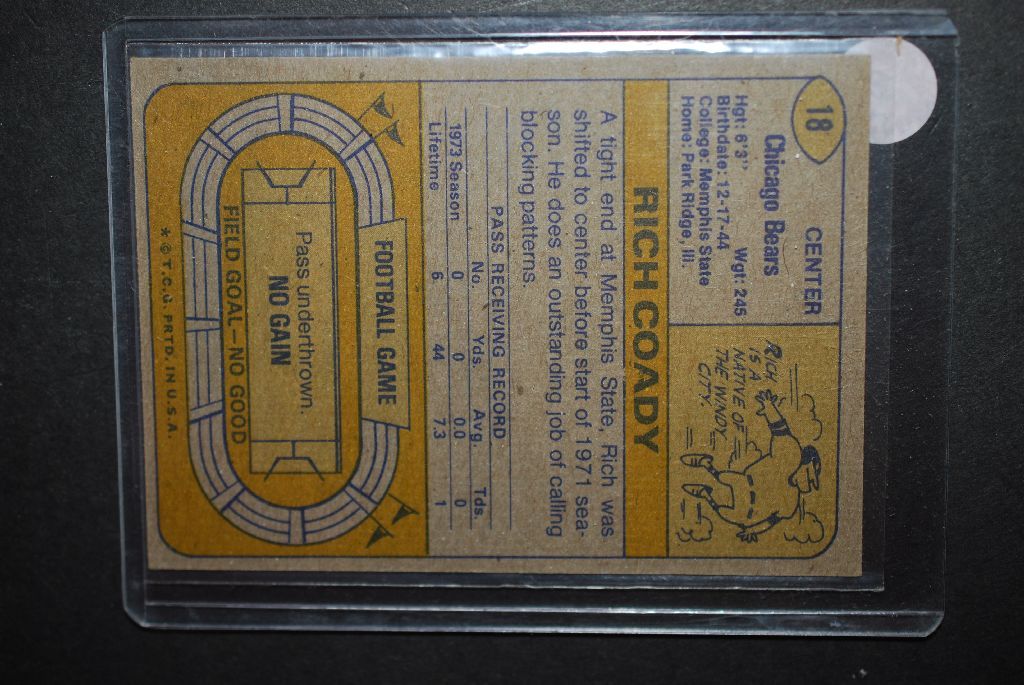 18
CENTER
Chicago Bears
Hgt: 6'3" Wgt: 245
Birthdate: 12-17-44
College: Memphis State
Home: Park Ridge, Ill.
RICH
IS A
NATIVE OF
THE WINDY
CITY.
RICH COADY
A tight end at Memphis State, Rich was
shifted to center before start of 1971 sea-
son. He does an outstanding job of calling
blocking patterns.
PASS RECEIVING RECORD
No. Yds. Avg. Tds.
1973 Season 0 0 0.0 0
Lifetime 6 44 7.3 1
FOOTBALL GAME
Pass underthrown.
NO GAIN
FIELD GOAL—NO GOOD
* © T.C.G. PRTD. IN U.S.A.